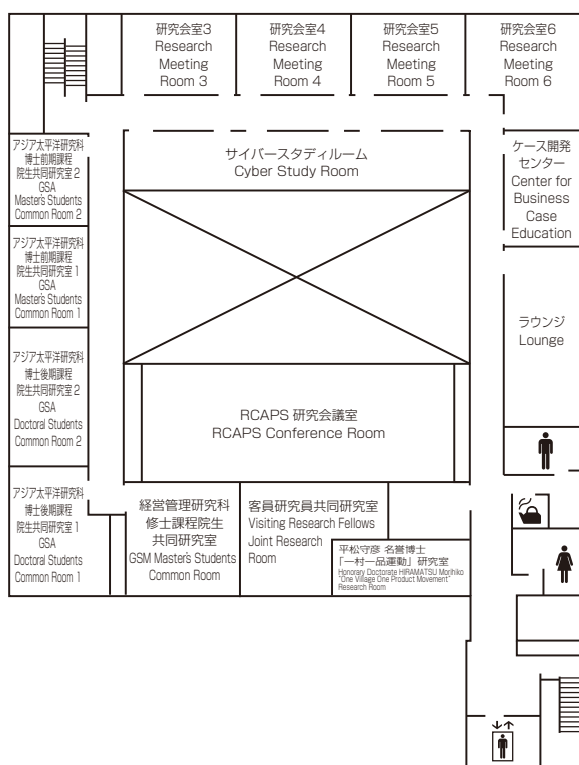 研究会室3
Research
Meeting
Room 3
研究会室4
Research
Meeting
Room 4
研究会室5
Research
Meeting
Room 5
研究会室6
Research
Meeting
Room 6
アジア太平洋研究科
博士前期課程
院生共同研究室2
GSA
Master's Students
Common Room 2
サイバースタディルーム
Cyber Study Room
ケース開発
センター
Center for
Business
Case
Education
アジア太平洋研究科
博士前期課程
院生共同研究室1
GSA
Master's Students
Common Room 1
ラウンジ
Lounge
アジア太平洋研究科
博士後期課程
院生共同研究室2
GSA
Doctoral Students
Common Room 2
RCAPS 研究会議室
RCAPS Conference Room
アジア太平洋研究科
博士後期課程
院生共同研究室1
GSA
Doctoral Students
Common Room 1
経営管理研究科
修士課程院生
共同研究室
GSM Master's Students
Common Room
客員研究員共同研究室
Visiting Research Fellows
Joint Research
Room
平松守彦 名誉博士
「一村一品運動」研究室
Honorary Doctorate HIRAMATSU Morihiko
"One Village One Product Movement"
Research Room